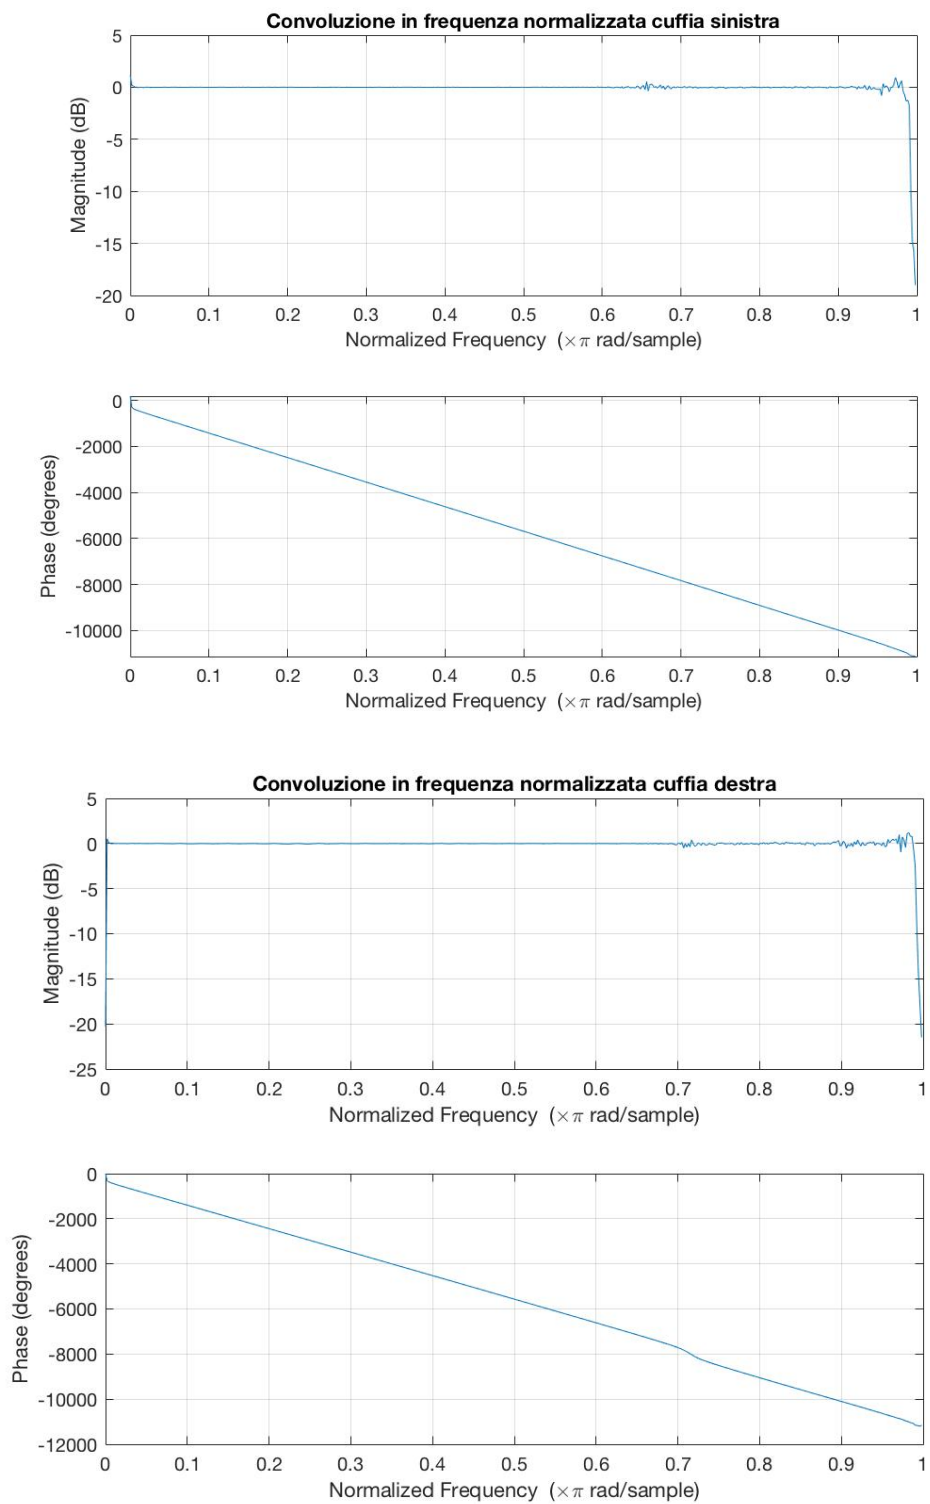 Convoluzione in frequenza normalizzata cuffia sinistra
5
0
-5
-10
-15
-20
Magnitude (dB)
0 0.1 0.2 0.3 0.4 0.5 0.6 0.7 0.8 0.9 1
Normalized Frequency (×π rad/sample)
0
-2000
-4000
-6000
-8000
-10000
Phase (degrees)
0 0.1 0.2 0.3 0.4 0.5 0.6 0.7 0.8 0.9 1
Normalized Frequency (×π rad/sample)
Convoluzione in frequenza normalizzata cuffia destra
5
0
-5
-10
-15
-20
-25
Magnitude (dB)
0 0.1 0.2 0.3 0.4 0.5 0.6 0.7 0.8 0.9 1
Normalized Frequency (×π rad/sample)
0
-2000
-4000
-6000
-8000
-10000
-12000
Phase (degrees)
0 0.1 0.2 0.3 0.4 0.5 0.6 0.7 0.8 0.9 1
Normalized Frequency (×π rad/sample)